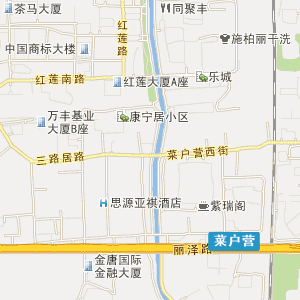 茶马大厦
红莲路
同聚丰
施柏丽干洗
中国商标大楼
红莲南路
红莲大厦A座
乐城
万丰基业
大厦B座
康宁居小区
三路居路
菜户营西街
思源亚祺酒店
紫瑞阁
菜户营
丽泽路
金唐国际
金融大厦